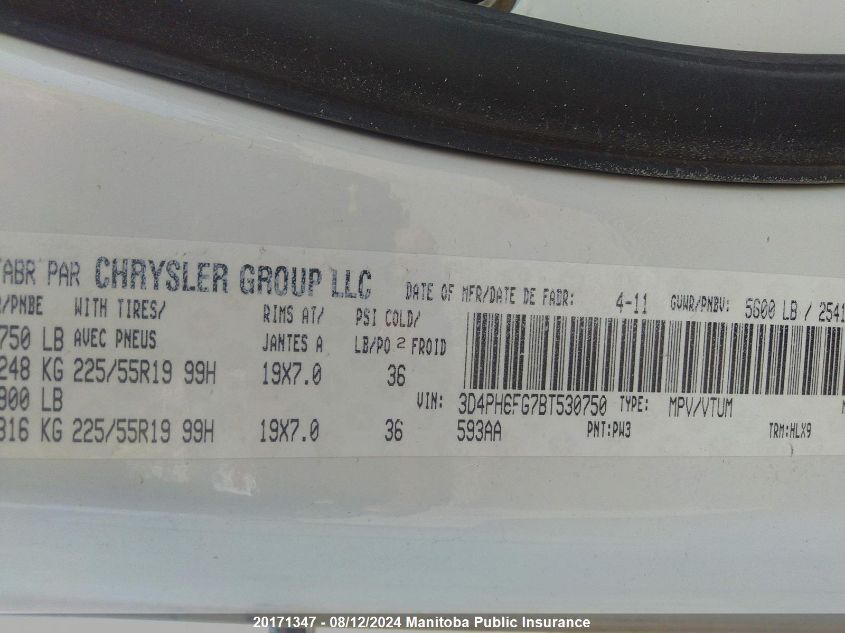 FABR PAR CHRYSLER GROUP LLC
DATE OF MFR/DATE DE FABR: 4-11 GVWR/PNBV: 5600 LB / 2541
/PNBE WITH TIRES/ RIMS AT/ PSI COLD/
750 LB AVEC PNEUS JANTES A LB/PO 2 FROID
248 KG 225/55R19 99H 19X7.0 36
900 LB VIN: 3D4PH6FG7BT530750 TYPE: MPV/VTUM
316 KG 225/55R19 99H 19X7.0 36 593AA PNT:PW3 TRM:HLX9
20171347 - 08/12/2024 Manitoba Public Insurance